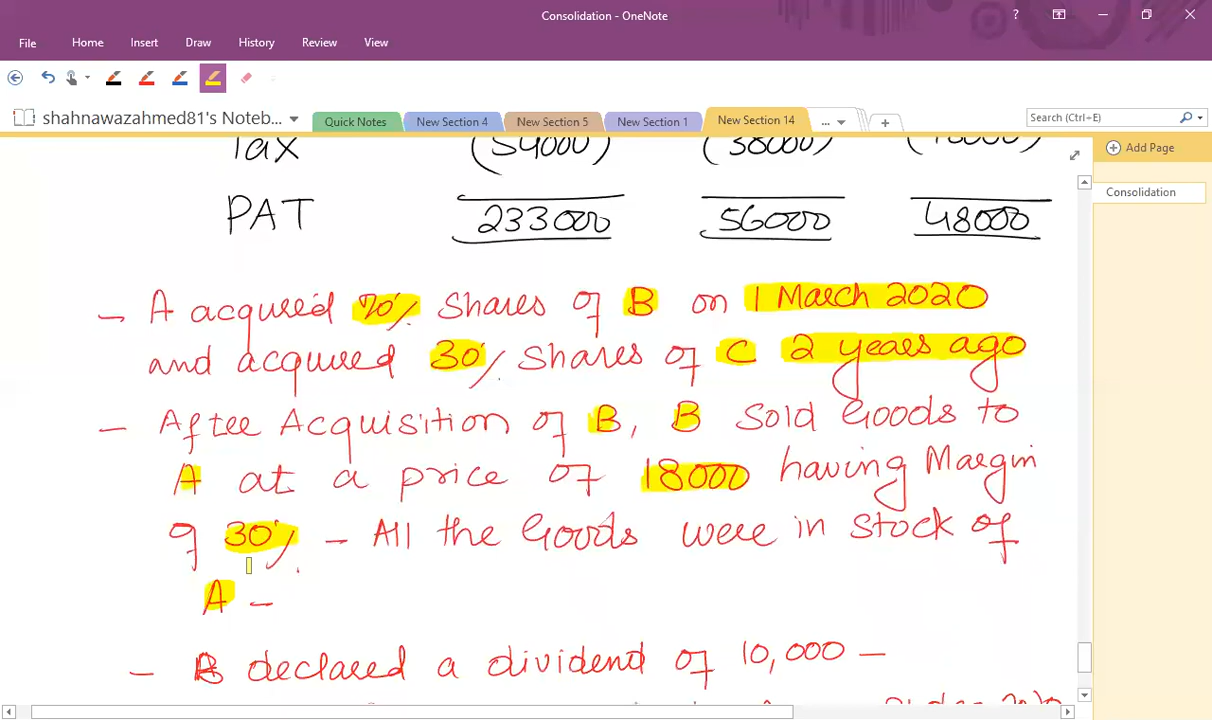 Consolidation - OneNote
?
File Home Insert Draw History Review View
shahnawazahmed81's Noteb... Quick Notes New Section 4 New Section 5 New Section 1 New Section 14 ... Search (Ctrl+E)
Add Page
Consolidation
Tax (54000) (38000)
PAT 233000 56000 48000
- A acqured 70% Shares of B on 1 March 2020
and acquired 30% Shares of C 2 years ago
- After Acquisition of B, B Sold Goods to
A at a price of 18000 having Margin
of 30% - All the Goods were in Stock of
A -
- B declared a dividend of 10,000 -